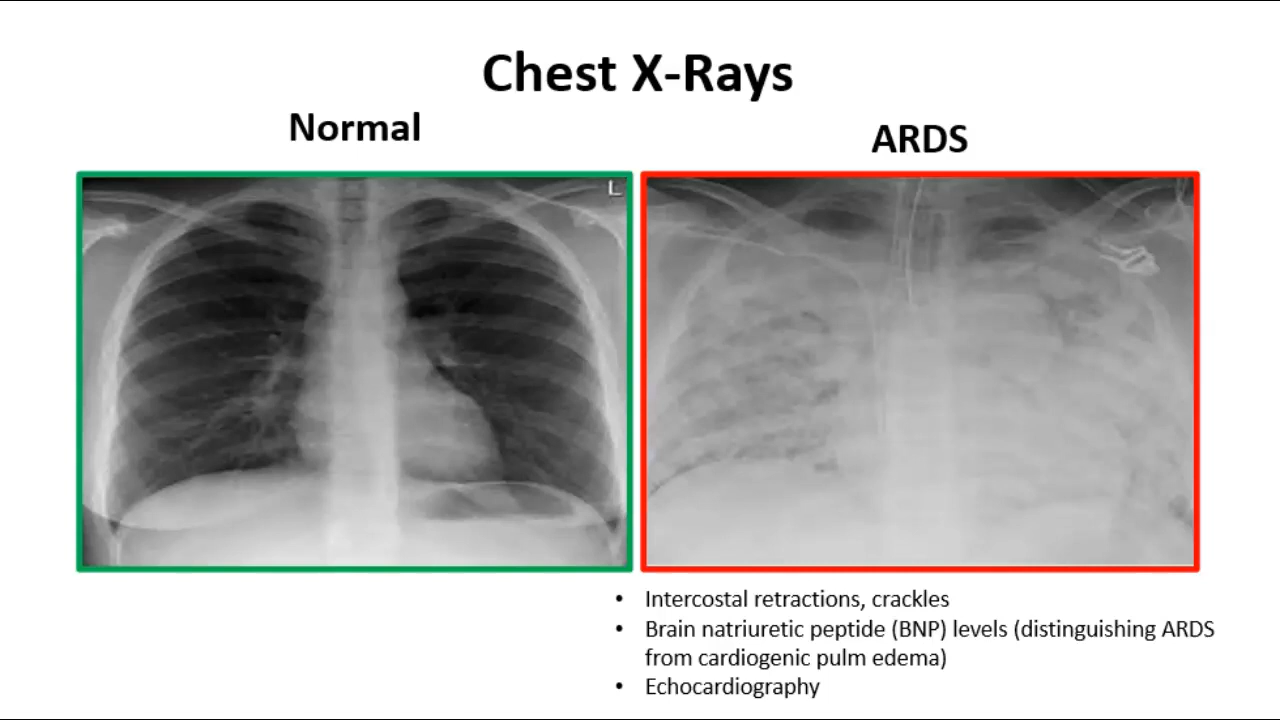 Chest X-Rays
Normal
ARDS
L
• Intercostal retractions, crackles
• Brain natriuretic peptide (BNP) levels (distinguishing ARDS
from cardiogenic pulm edema)
• Echocardiography